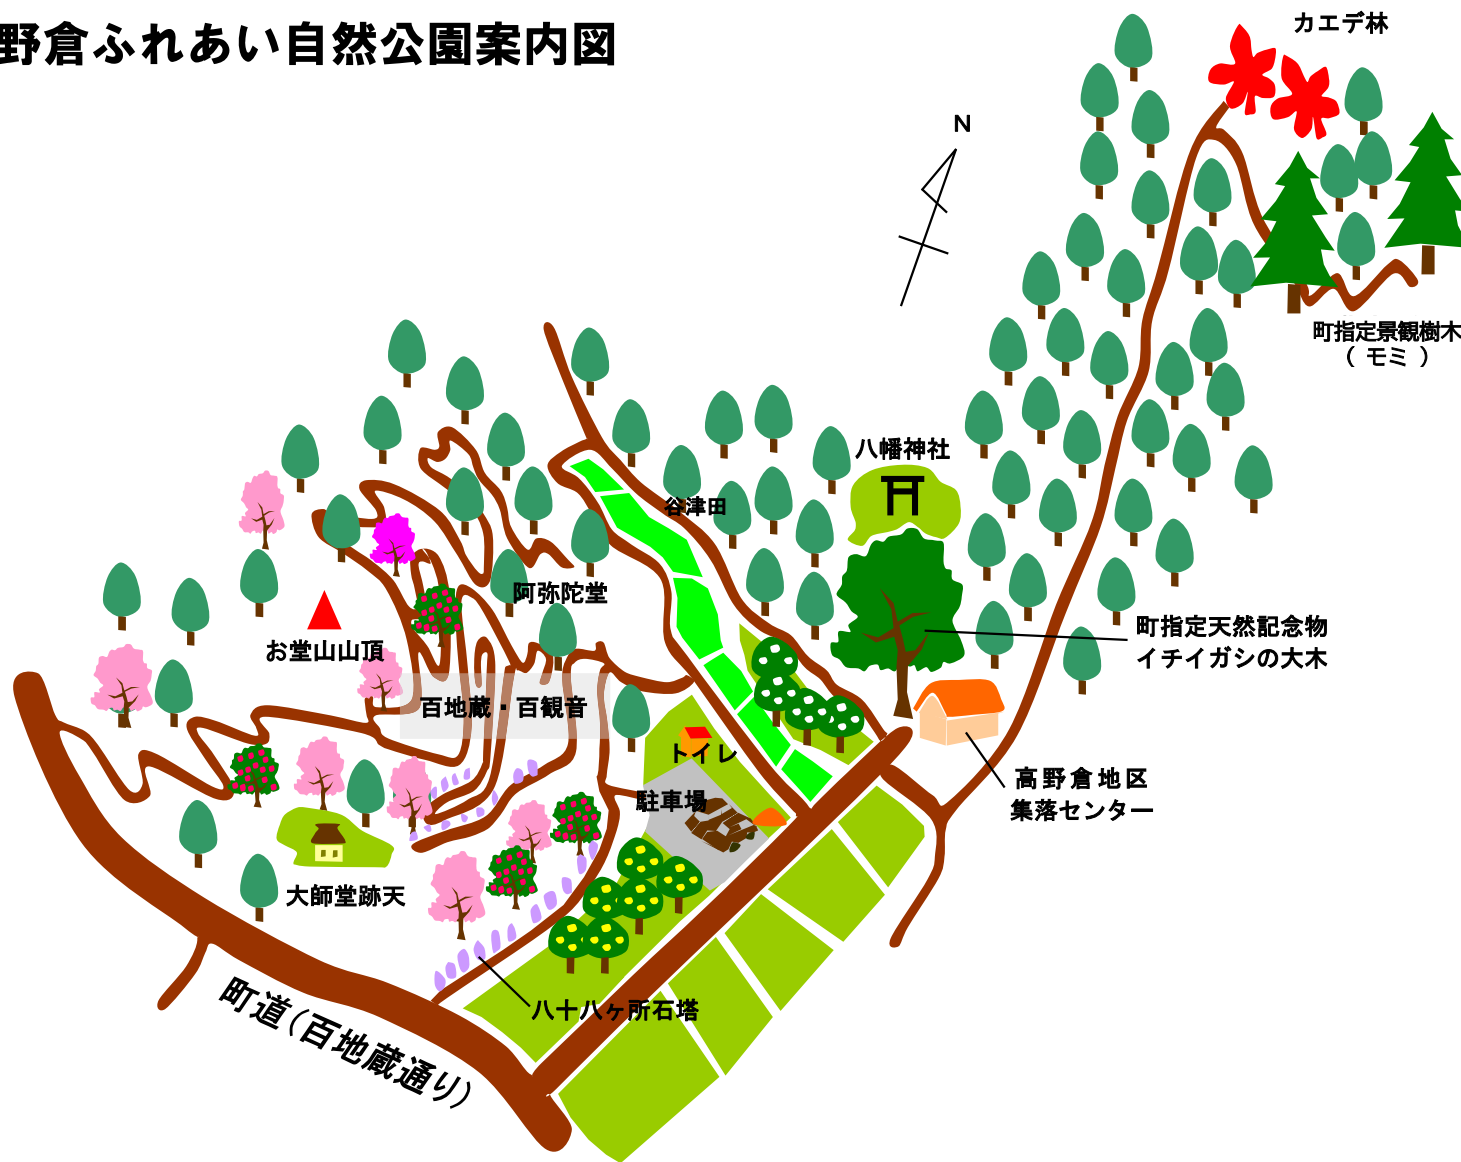 野倉ふれあい自然公園案内図
カエデ林
N
町指定景観樹木
（モミ）
八幡神社
谷津田
阿弥陀堂
町指定天然記念物
イチイガシの大木
お堂山山頂
百地蔵・百観音
トイレ
高野倉地区
集落センター
駐車場
大師堂跡天
八十八ヶ所石塔
町道（百地蔵通り）